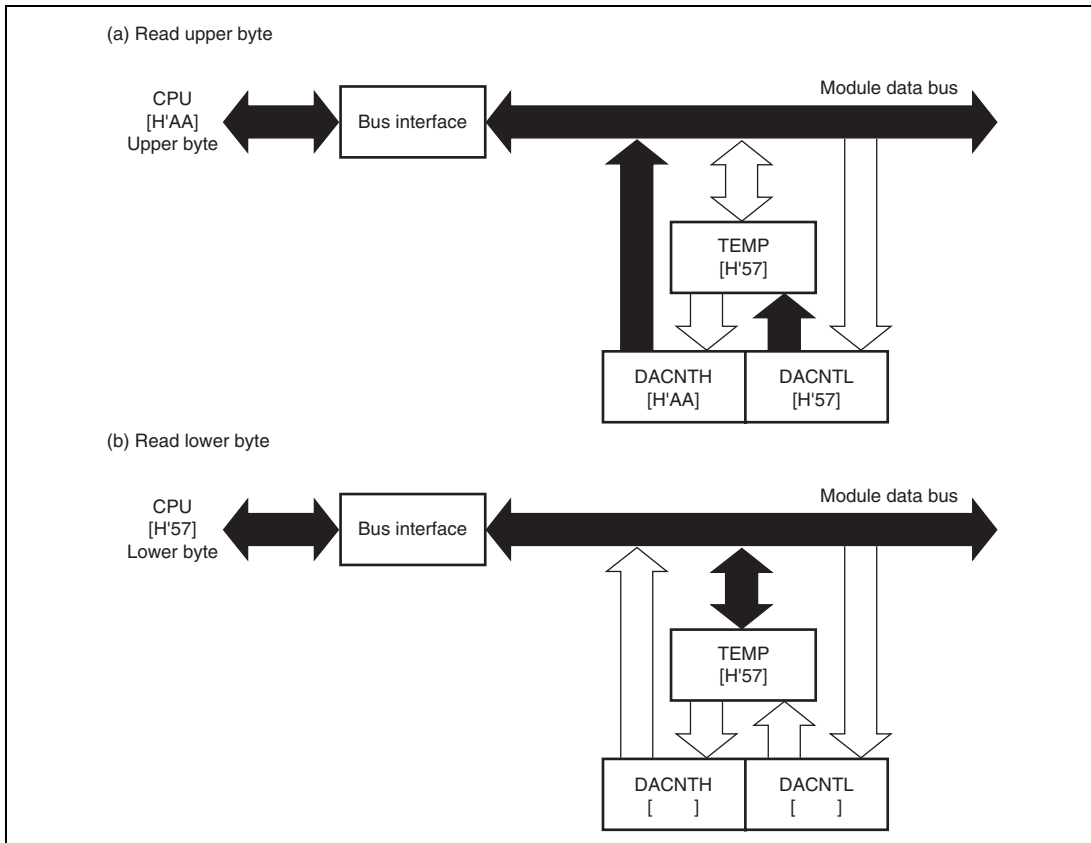 (a) Read upper byte
CPU
[H'AA]
Upper byte
Bus interface
Module data bus
TEMP
[H'57]
DACNTH
[H'AA]
DACNTL
[H'57]
(b) Read lower byte
CPU
[H'57]
Lower byte
Bus interface
Module data bus
TEMP
[H'57]
DACNTH
[ ]
DACNTL
[ ]